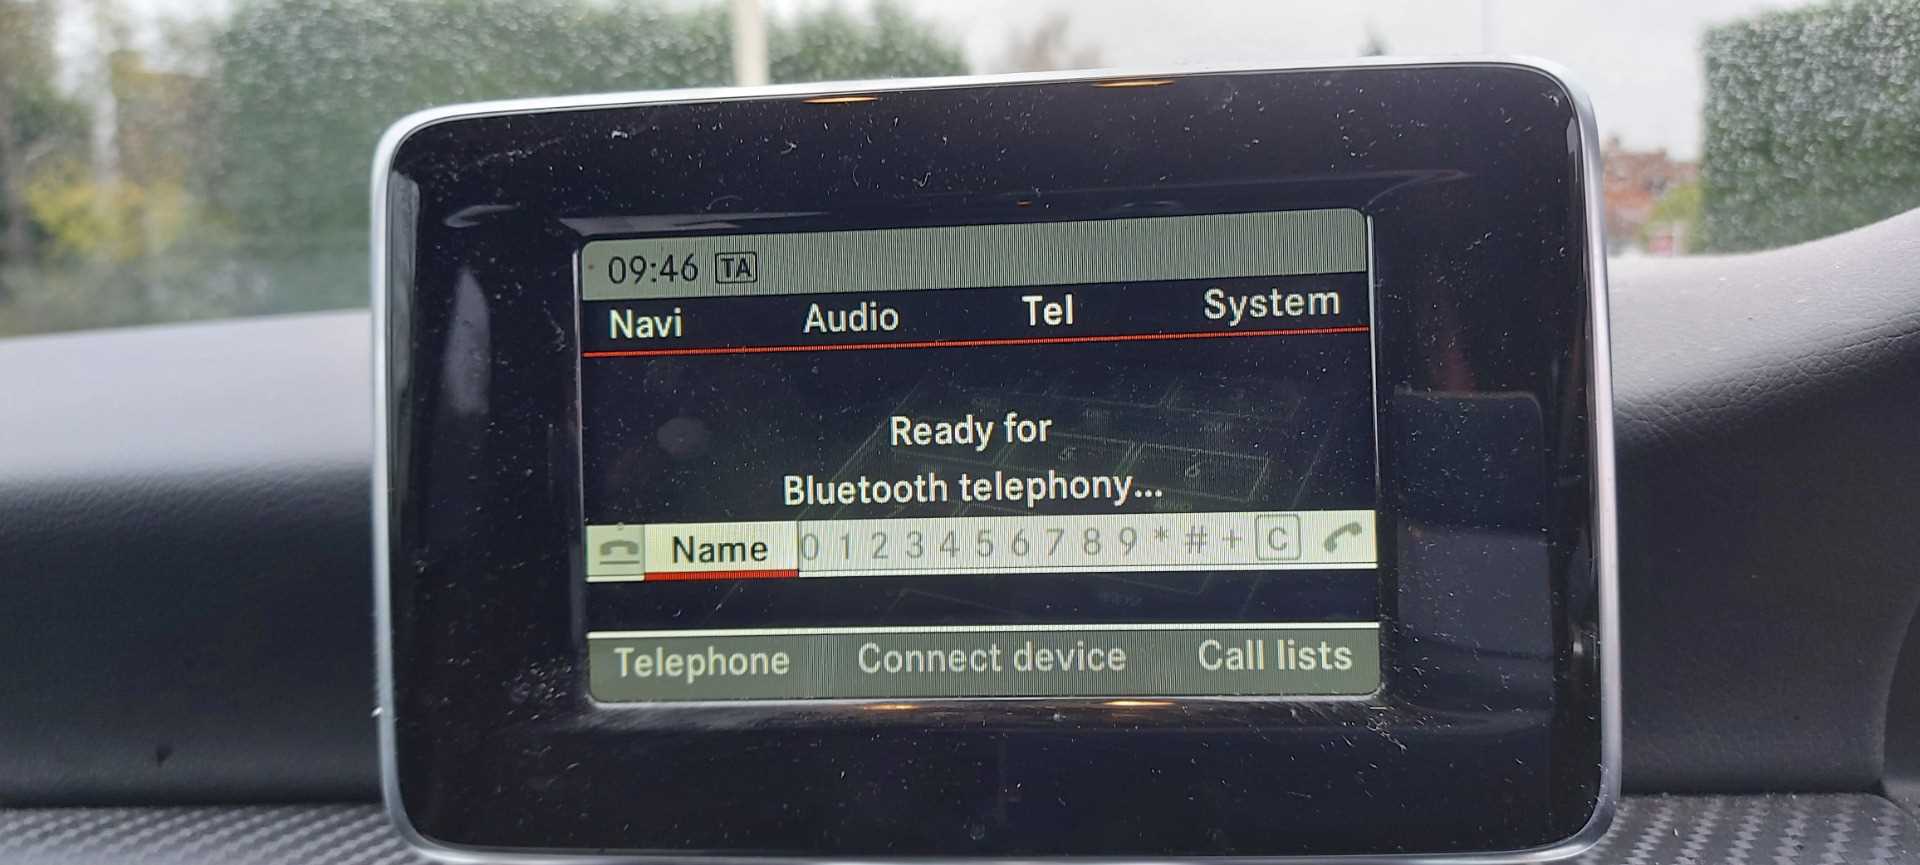 09:46 TA
Navi Audio Tel System
Ready for
Bluetooth telephony...
Name 0 1 2 3 4 5 6 7 8 9 * # + C
Telephone Connect device Call lists